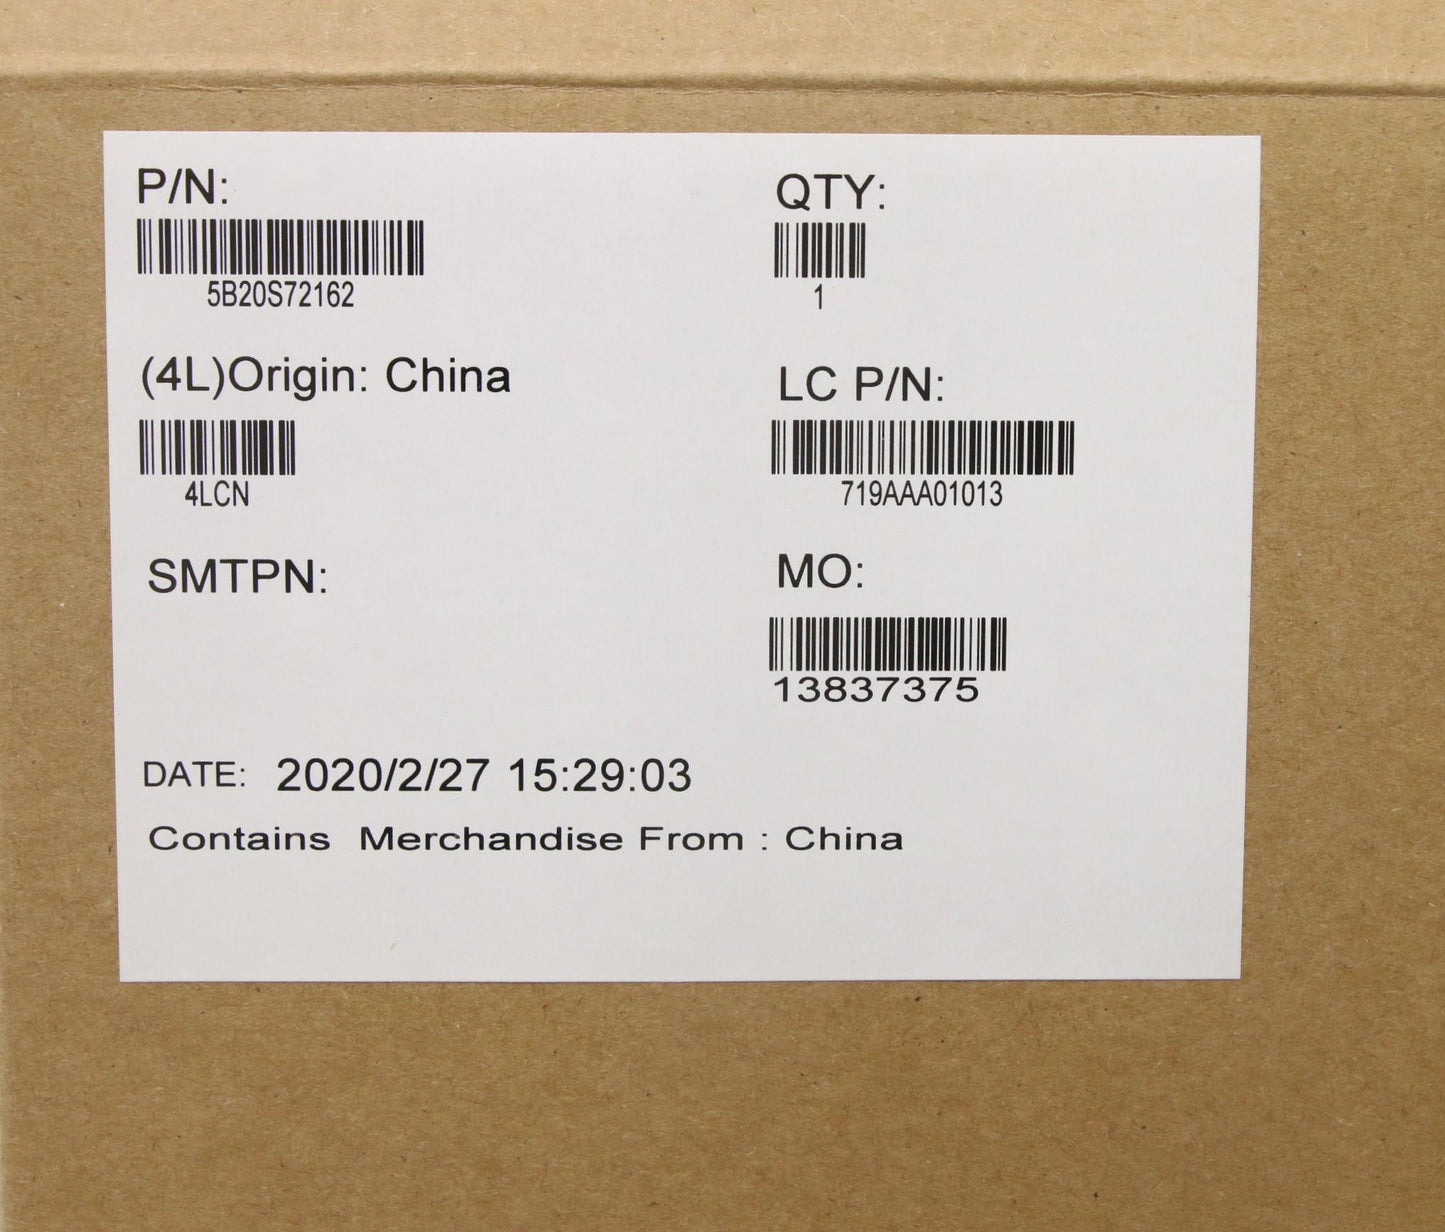 P/N:
5B20S72162
QTY:
1
(4L)Origin: China
4LCN
LC P/N:
719AAA01013
SMTPN:
MO:
13837375
DATE: 2020/2/27 15:29:03
Contains Merchandise From : China